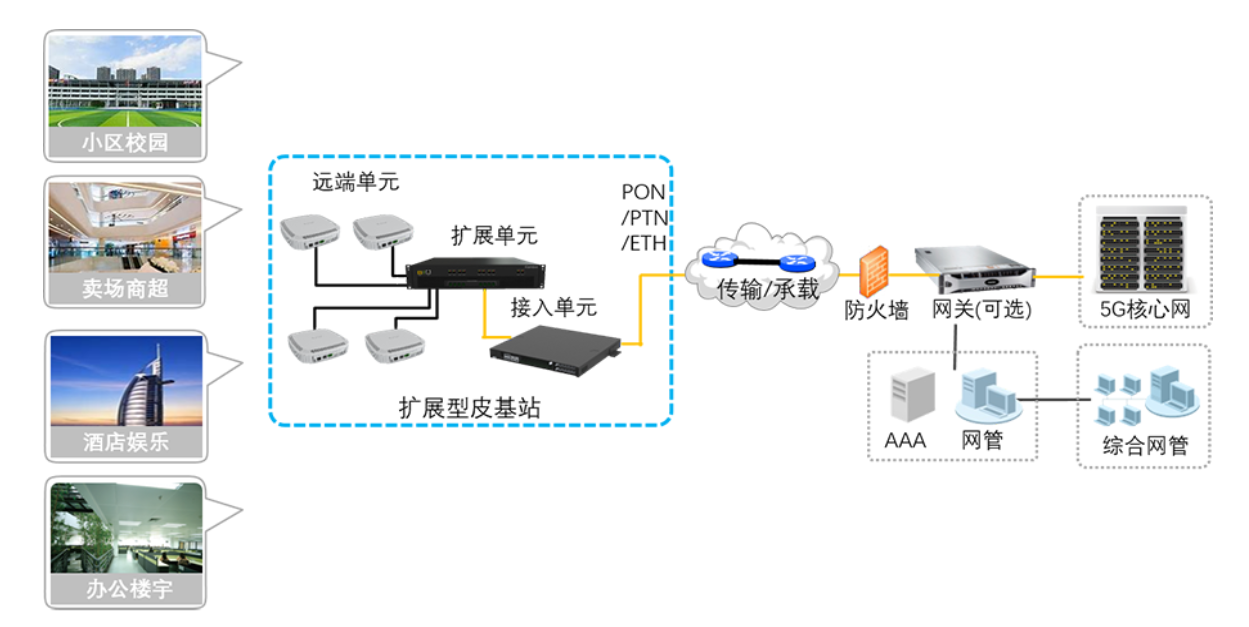 小区校园
卖场商超
酒店娱乐
办公楼宇
远端单元
扩展单元
接入单元
扩展型皮基站
PON
/PTN
/ETH
传输/承载
防火墙
网关(可选)
5G核心网
AAA
网管
综合网管